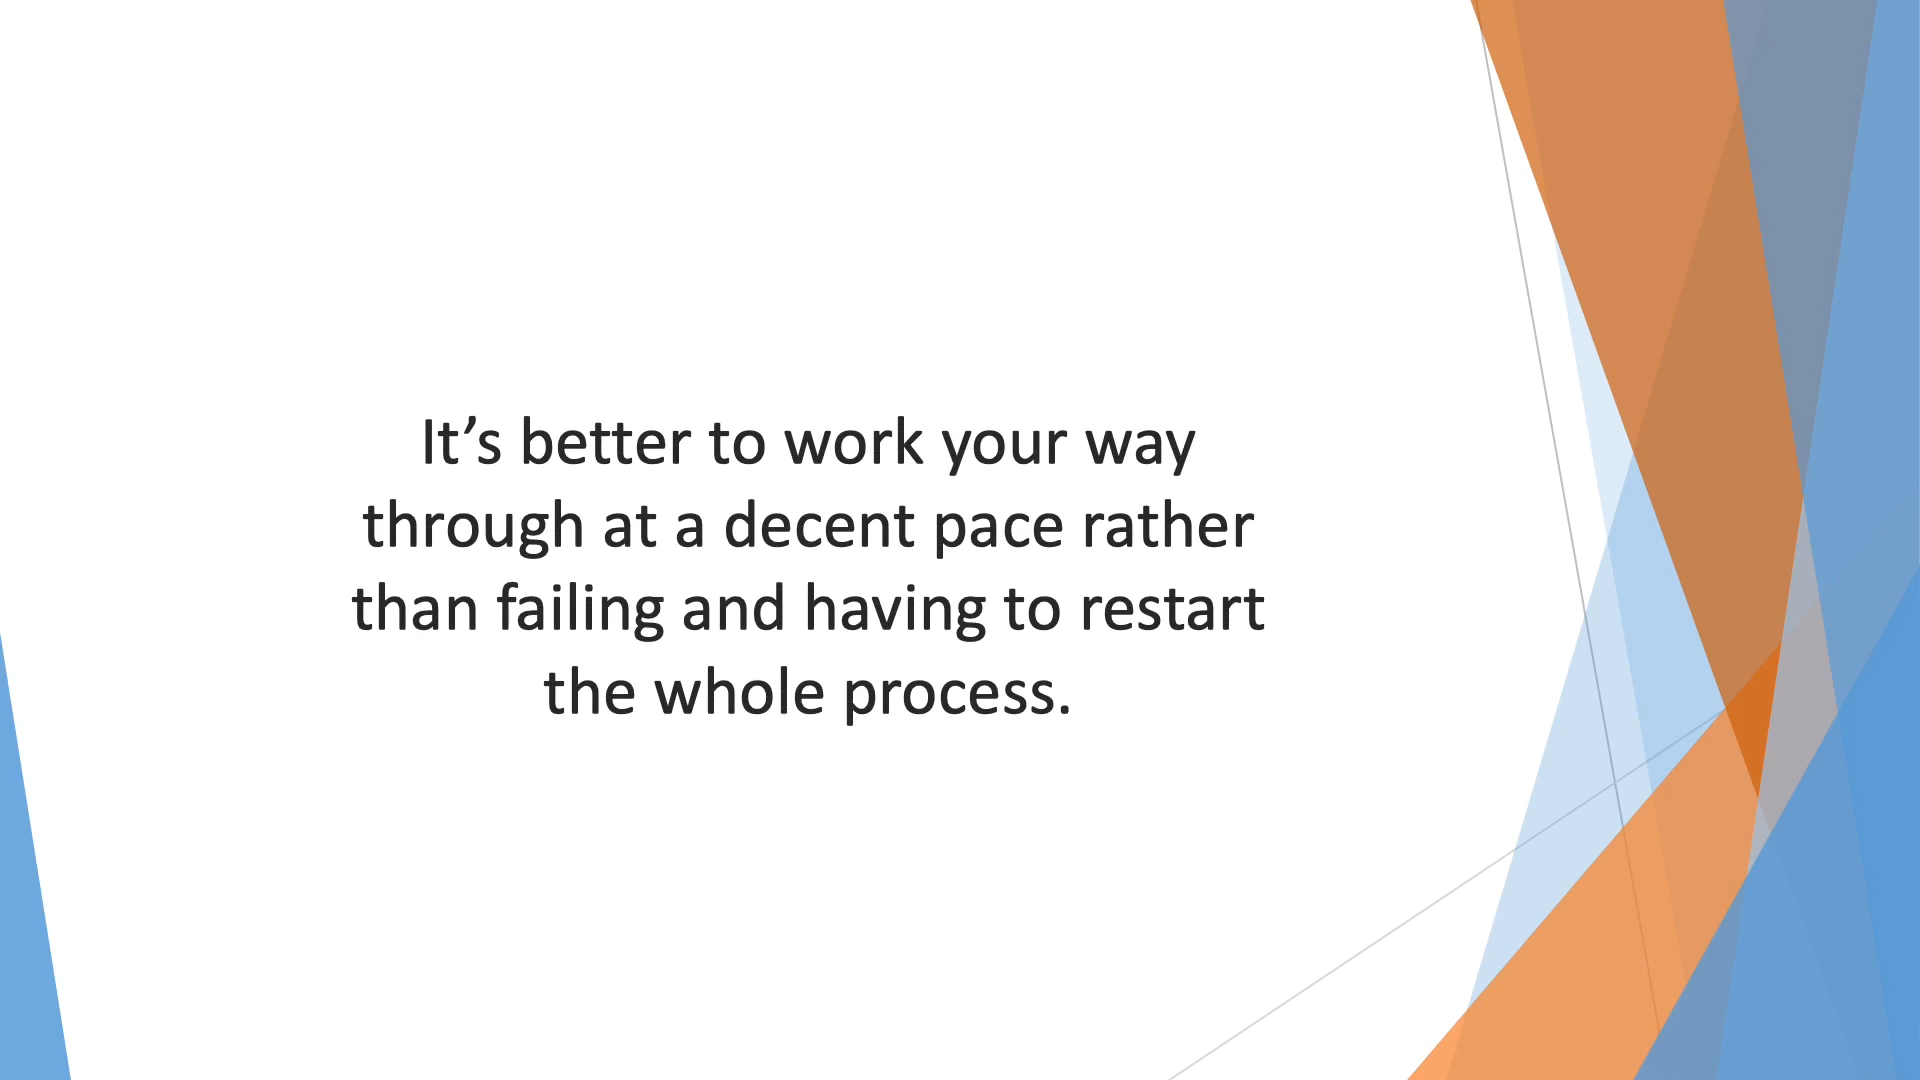 It’s better to work your way
through at a decent pace rather
than failing and having to restart
the whole process.